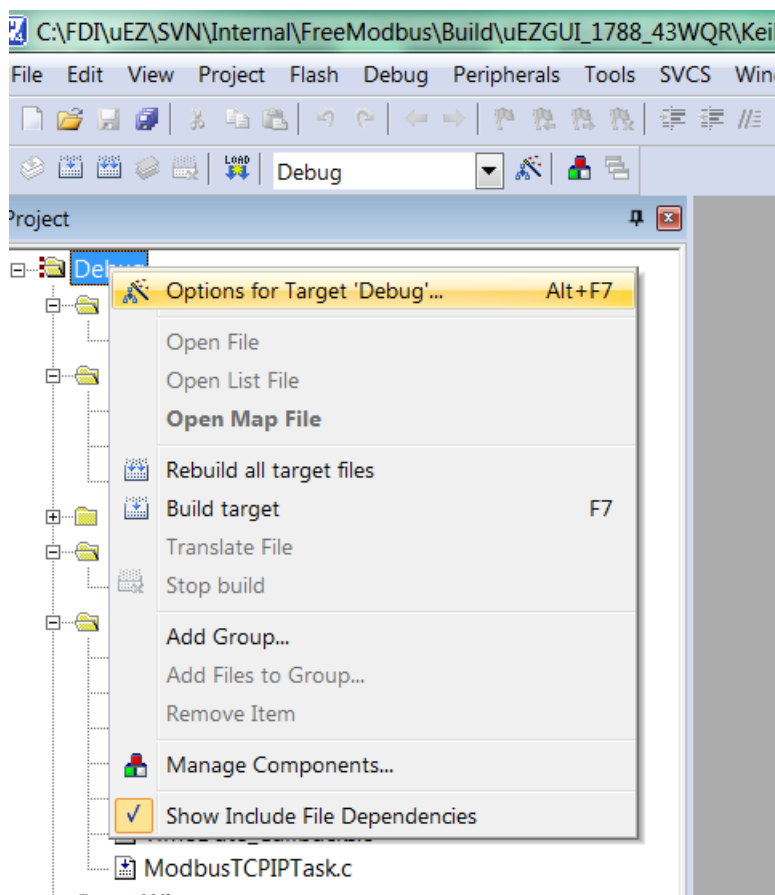 C:\FDI\uEZ\SVN\Internal\FreeModbus\Build\uEZGUI_1788_43WQR\Kei
File Edit View Project Flash Debug Peripherals Tools SVCS Win
LOAD
Debug
Project
Options for Target 'Debug'... Alt+F7
Open File
Open List File
Open Map File
Rebuild all target files
Build target F7
Translate File
Stop build
Add Group...
Add Files to Group...
Remove Item
Manage Components...
Show Include File Dependencies
ModbusTCPIPTask.c